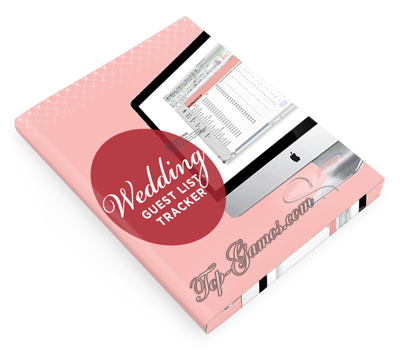 Wedding
GUEST LIST
TRACKER
Top-Games.com